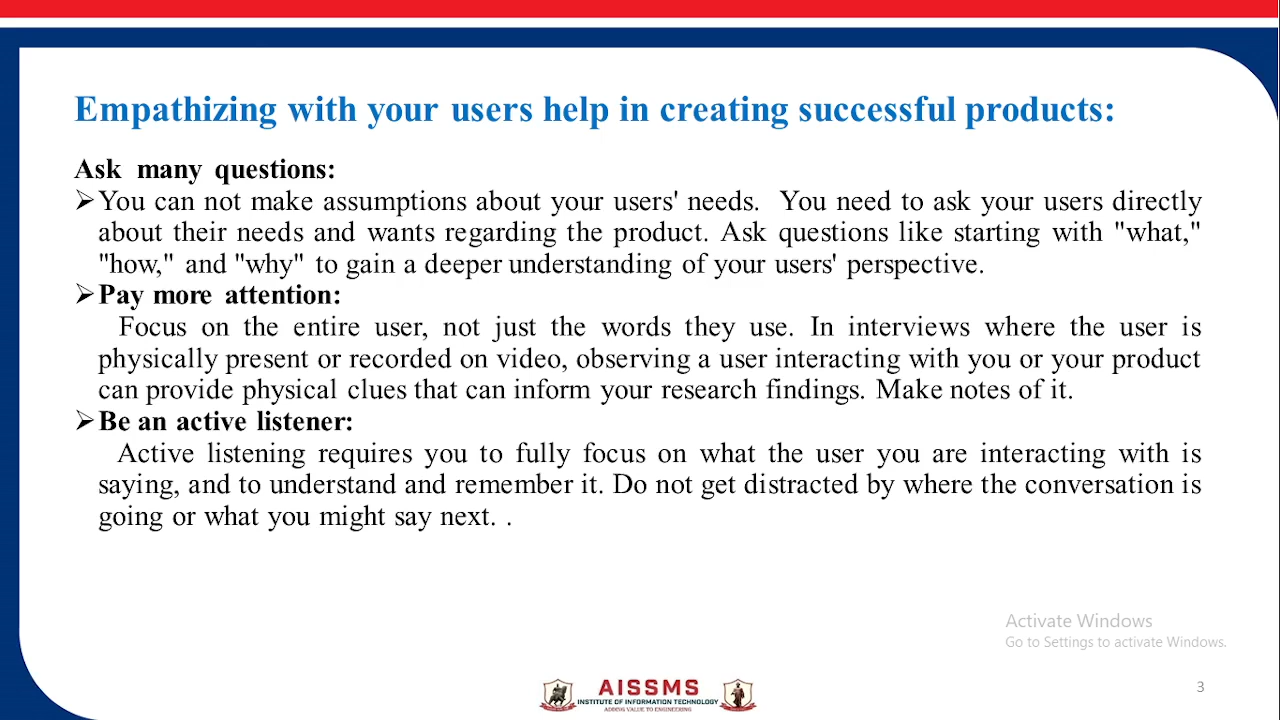 Empathizing with your users help in creating successful products:
Ask many questions:
➢You can not make assumptions about your users' needs. You need to ask your users directly
about their needs and wants regarding the product. Ask questions like starting with "what,"
"how," and "why" to gain a deeper understanding of your users' perspective.
➢Pay more attention:
Focus on the entire user, not just the words they use. In interviews where the user is
physically present or recorded on video, observing a user interacting with you or your product
can provide physical clues that can inform your research findings. Make notes of it.
➢Be an active listener:
Active listening requires you to fully focus on what the user you are interacting with is
saying, and to understand and remember it. Do not get distracted by where the conversation is
going or what you might say next. .
Activate Windows
Go to Settings to activate Windows.
AISSMS
INSTITUTE OF INFORMATION TECHNOLOGY
ADDING VALUE TO ENGINEERING
3